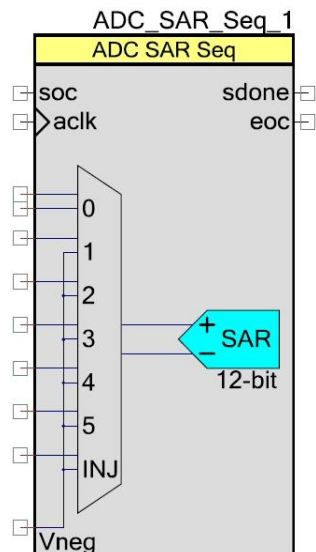 ADC_SAR_Seq_1
ADC SAR Seq
soc sdone
aclk eoc
0
1
2
+
3 SAR
-
4 12-bit
5
INJ
Vneg